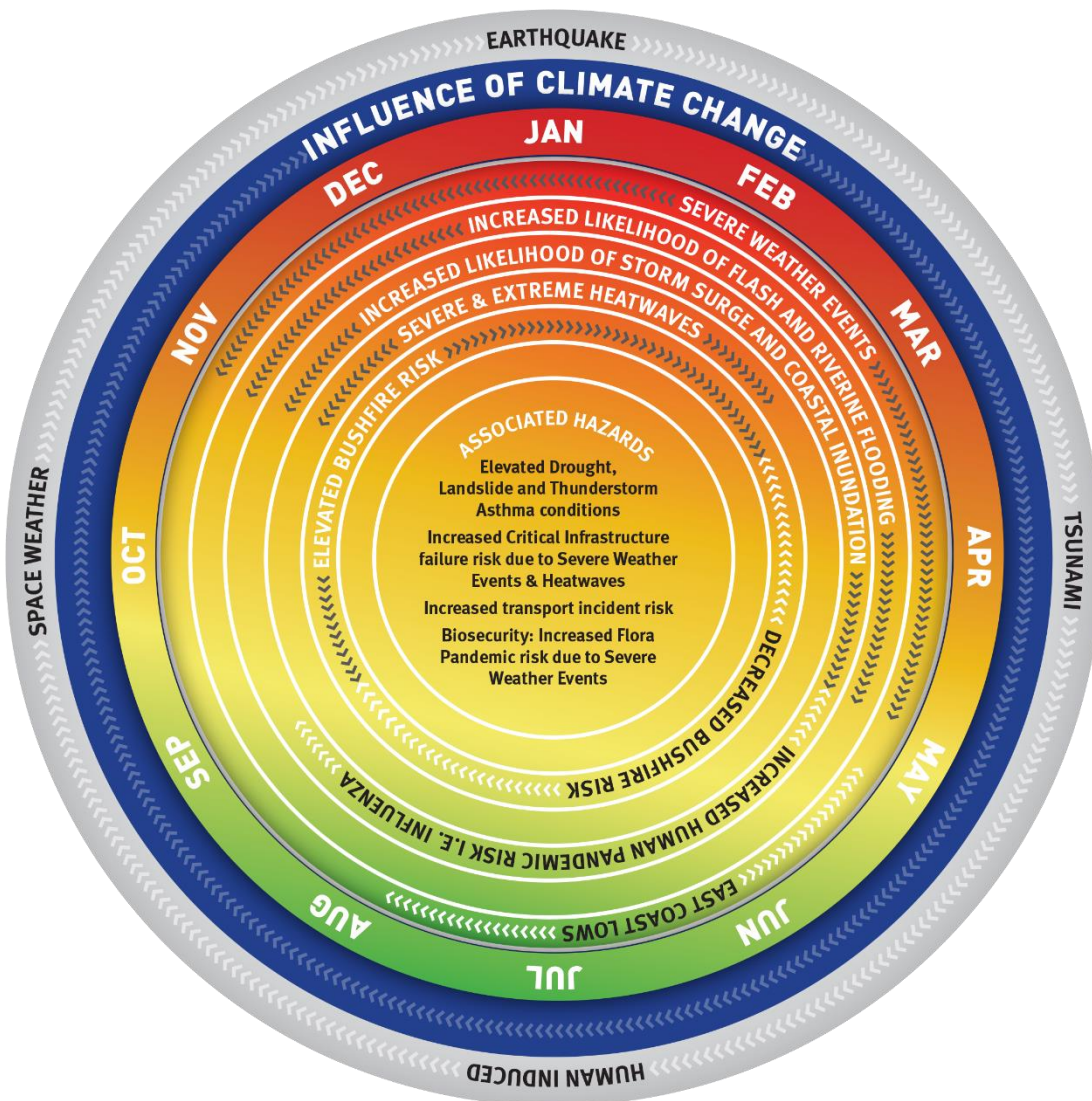 EARTHQUAKE
TSUNAMI
HUMAN INDUCED
SPACE WEATHER
INFLUENCE OF CLIMATE CHANGE
JAN
FEB
MAR
APR
MAY
JUN
JUL
AUG
SEP
OCT
NOV
DEC
SEVERE WEATHER EVENTS
INCREASED LIKELIHOOD OF FLASH AND RIVERINE FLOODING
INCREASED LIKELIHOOD OF STORM SURGE AND COASTAL INUNDATION
SEVERE & EXTREME HEATWAVES
ELEVATED BUSHFIRE RISK
DECREASED BUSHFIRE RISK
INCREASED HUMAN PANDEMIC RISK I.E. INFLUENZA
EAST COAST LOWS
ASSOCIATED HAZARDS
Elevated Drought,
Landslide and Thunderstorm
Asthma conditions
Increased Critical Infrastructure
failure risk due to Severe Weather
Events & Heatwaves
Increased transport incident risk
Biosecurity: Increased Flora
Pandemic risk due to Severe
Weather Events